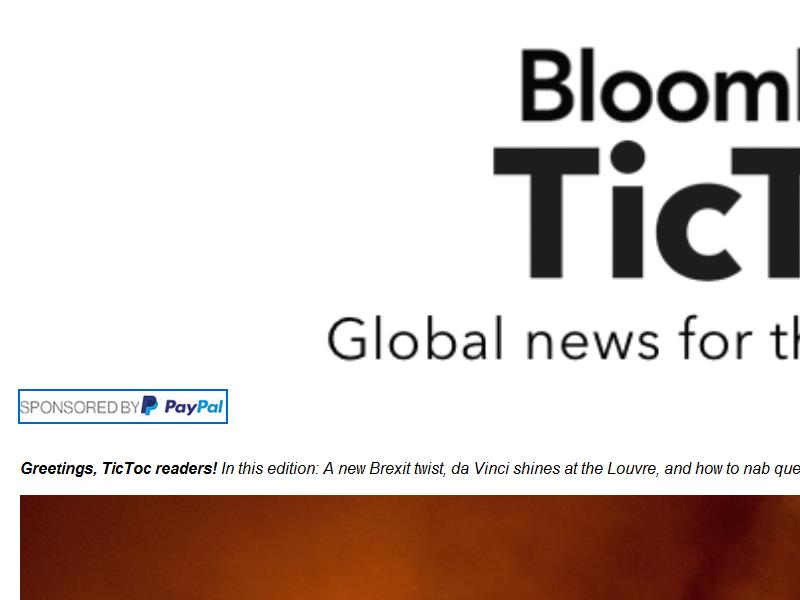 Bloom
TicT
Global news for th
SPONSORED BY PayPal
Greetings, TicToc readers! In this edition: A new Brexit twist, da Vinci shines at the Louvre, and how to nab que